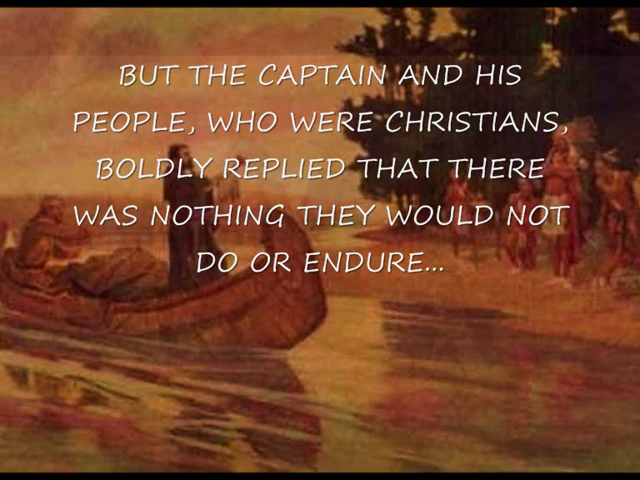 BUT THE CAPTAIN AND HIS
PEOPLE, WHO WERE CHRISTIANS,
BOLDLY REPLIED THAT THERE
WAS NOTHING THEY WOULD NOT
DO OR ENDURE...